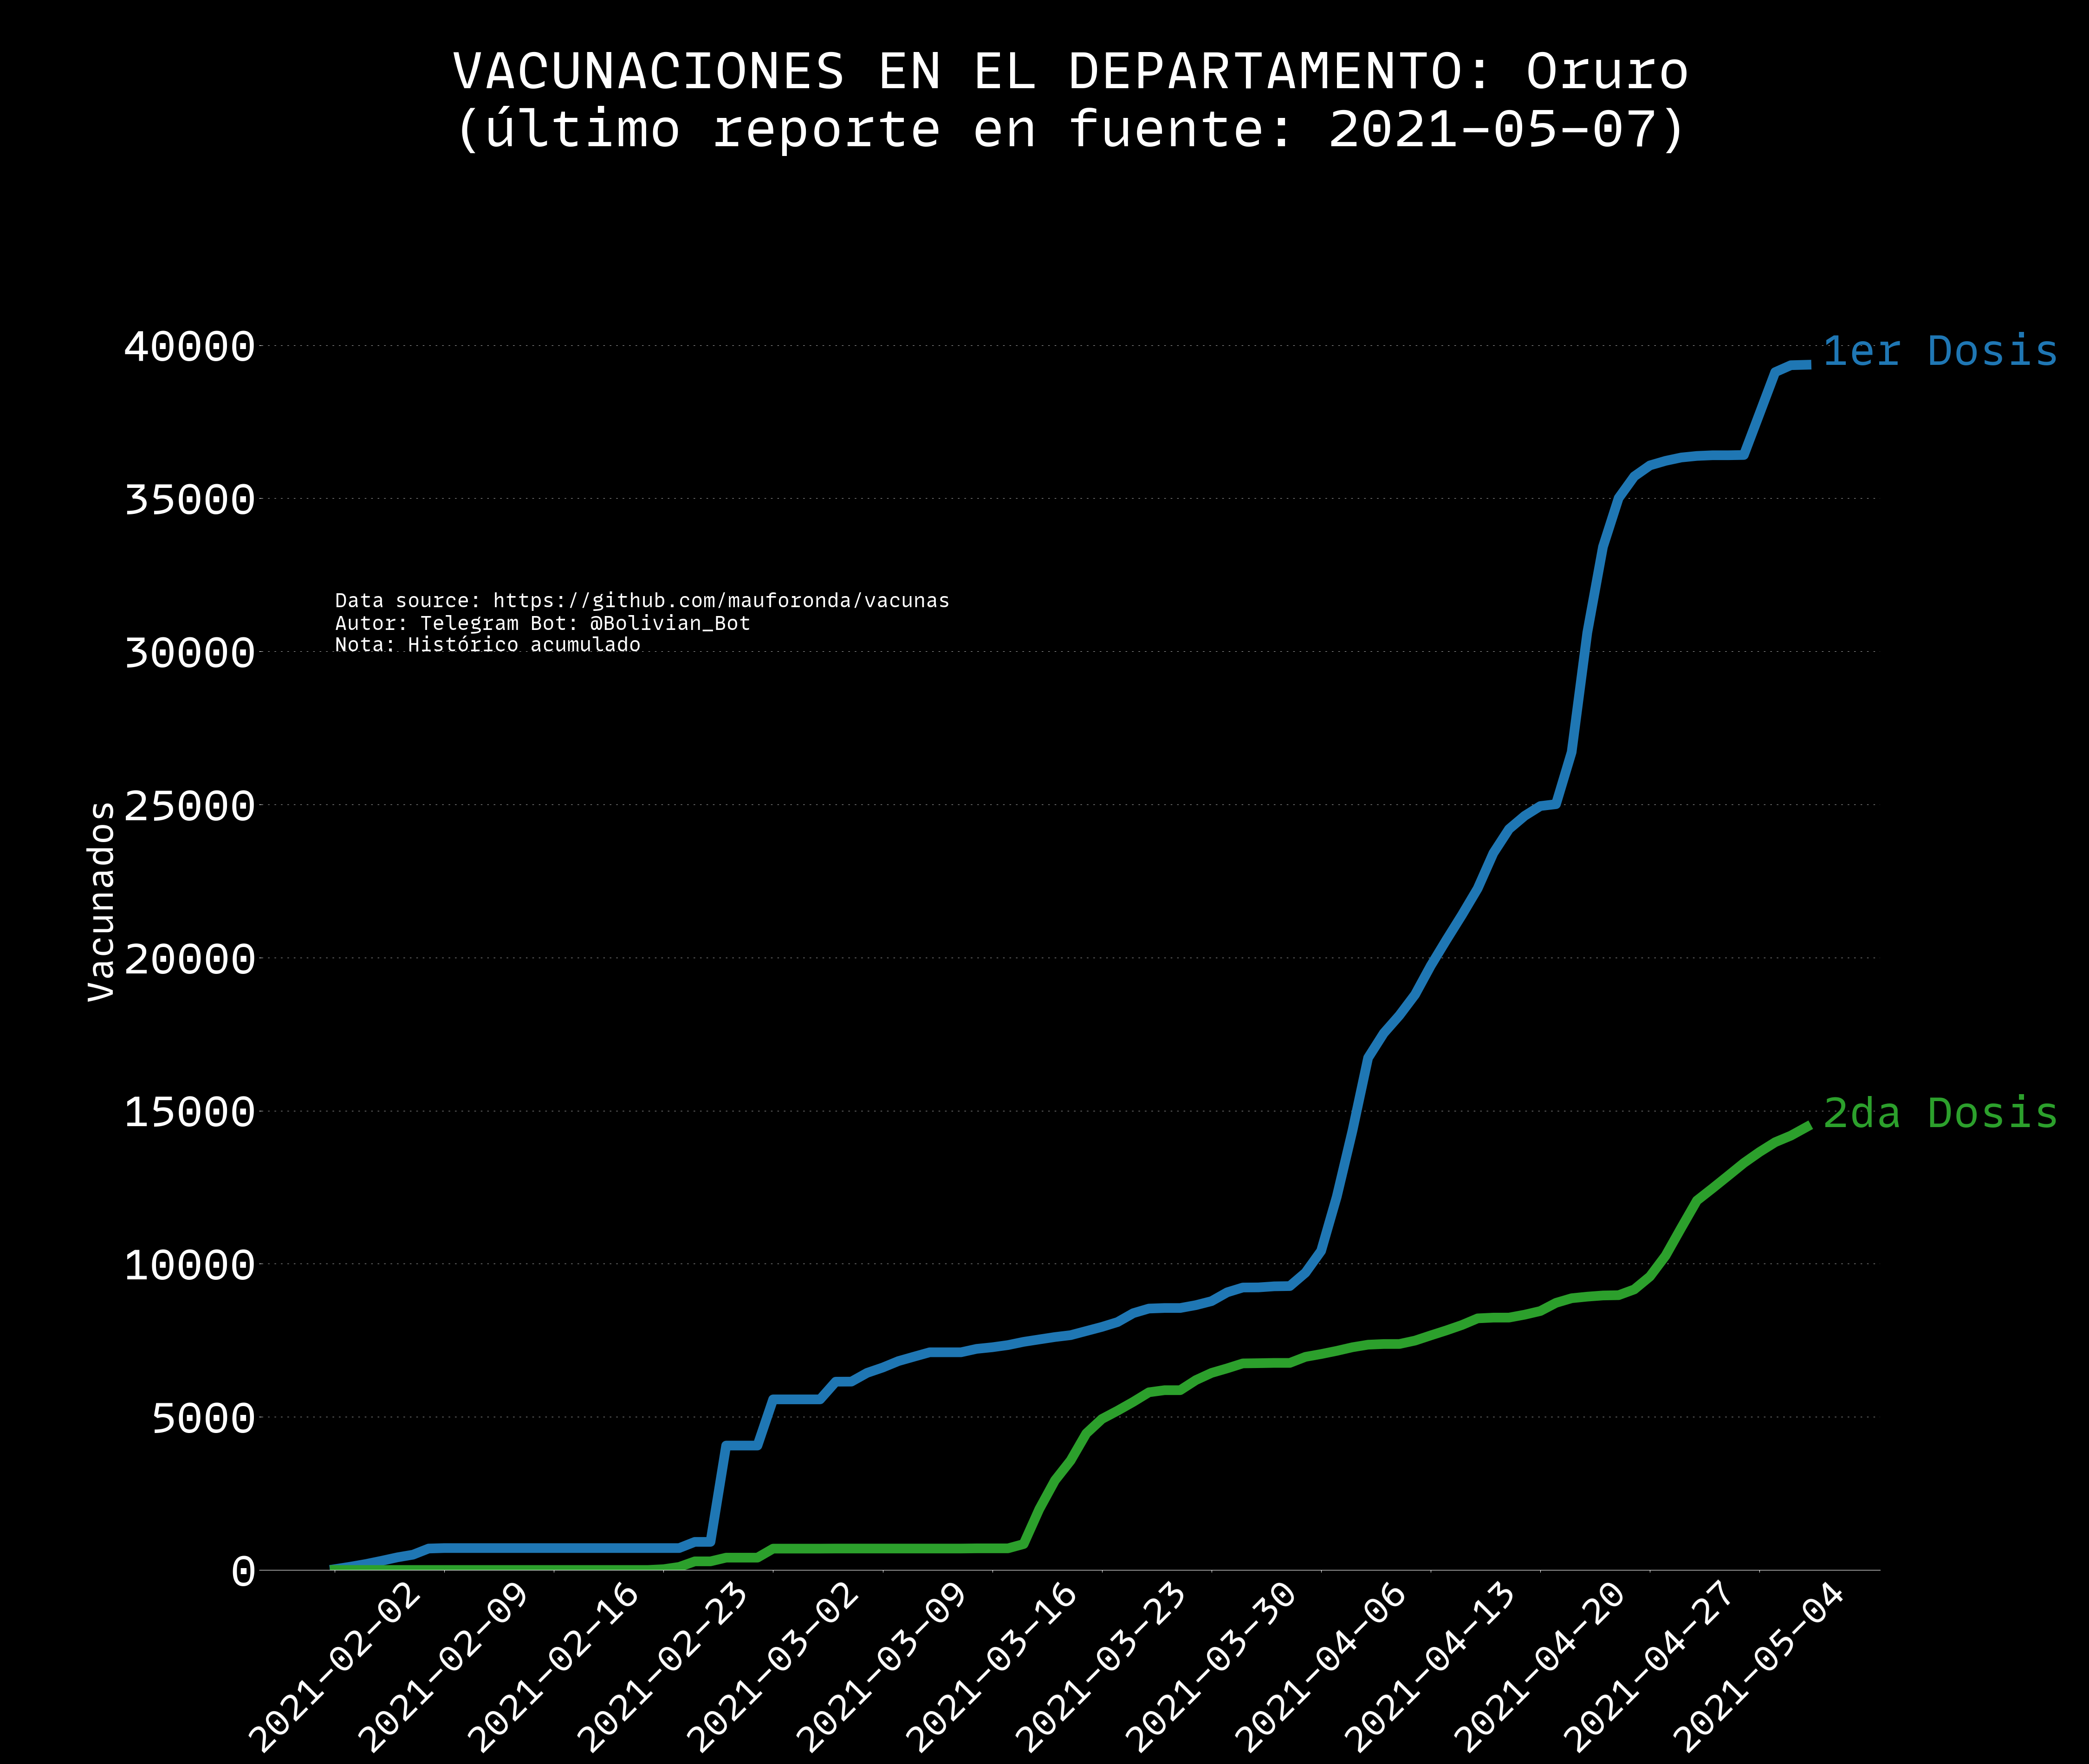 VACUNACIONES EN EL DEPARTAMENTO: Oruro
(último reporte en fuente: 2021-05-07)
40000
1er Dosis
35000
Data source: https://github.com/mauforonda/vacunas
Autor: Telegram Bot: @Bolivian_Bot
Nota: Histórico acumulado
30000
25000
Vacunados
20000
15000
2da Dosis
10000
5000
0
2021-02-02
2021-02-09
2021-02-16
2021-02-23
2021-03-02
2021-03-09
2021-03-16
2021-03-23
2021-03-30
2021-04-06
2021-04-13
2021-04-20
2021-04-27
2021-05-04